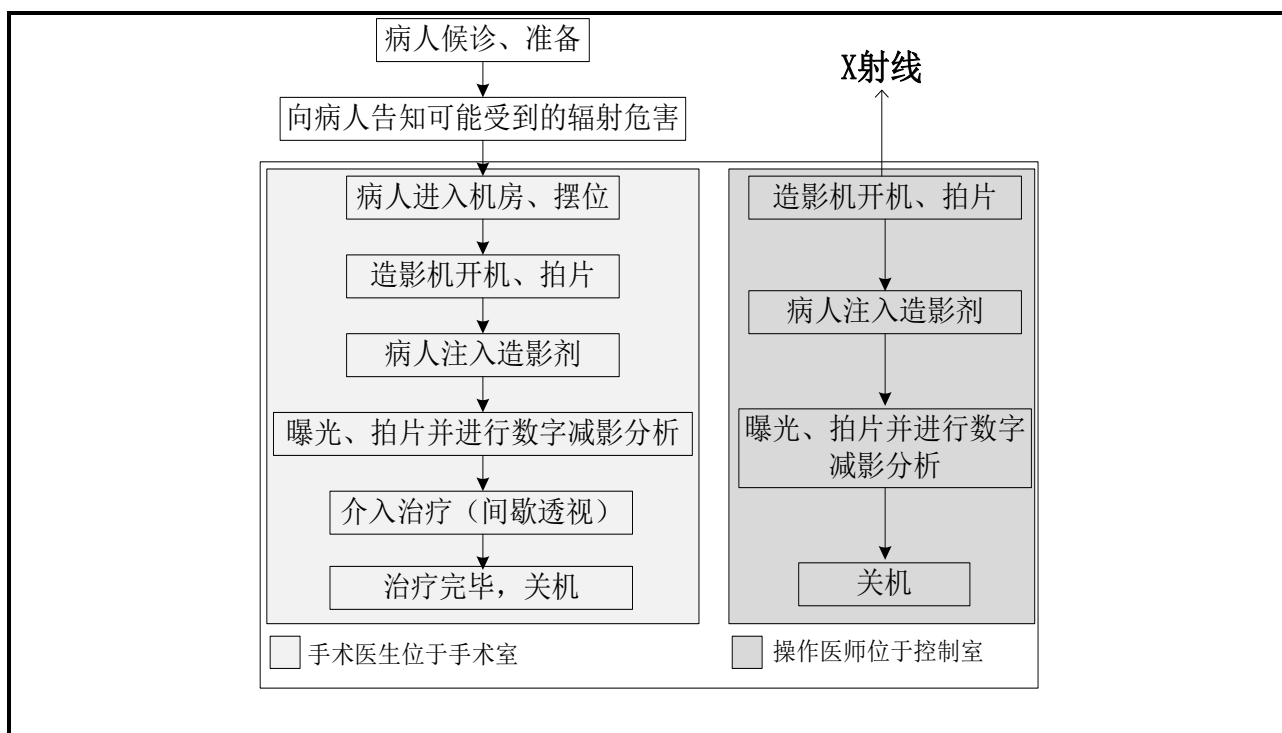 病人候诊、准备
向病人告知可能受到的辐射危害
病人进入机房、摆位
造影机开机、拍片
病人注入造影剂
曝光、拍片并进行数字减影分析
介入治疗（间歇透视）
治疗完毕，关机
手术医生位于手术室
X射线
造影机开机、拍片
病人注入造影剂
曝光、拍片并进行数字
减影分析
关机
操作医师位于控制室